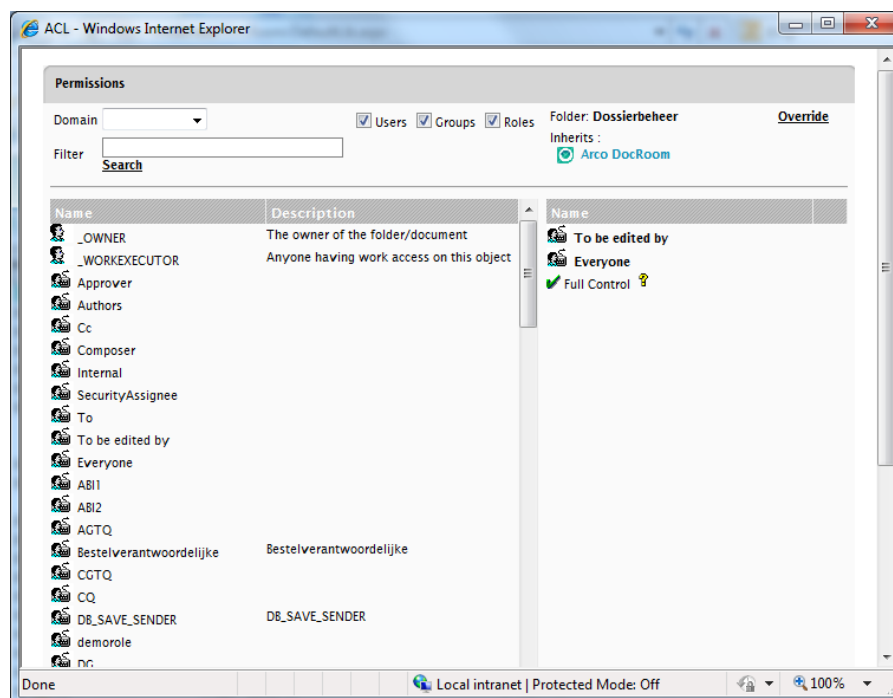 ACL - Windows Internet Explorer
Permissions
Domain
Users Groups Roles
Folder: Dossierbeheer
Override
Inherits :
Arco DocRoom
Filter
Search
Name Description
_OWNER The owner of the folder/document
_WORKEXECUTOR Anyone having work access on this object
Approver
Authors
Cc
Composer
Internal
SecurityAssignee
To
To be edited by
Everyone
ABI1
ABI2
AGTQ
Bestelverantwoordelijke Bestelverantwoordelijke
CGTQ
CQ
DB_SAVE_SENDER DB_SAVE_SENDER
demorole
DG
Name
To be edited by
Everyone
Full Control ?
Done
Local intranet | Protected Mode: Off
100%